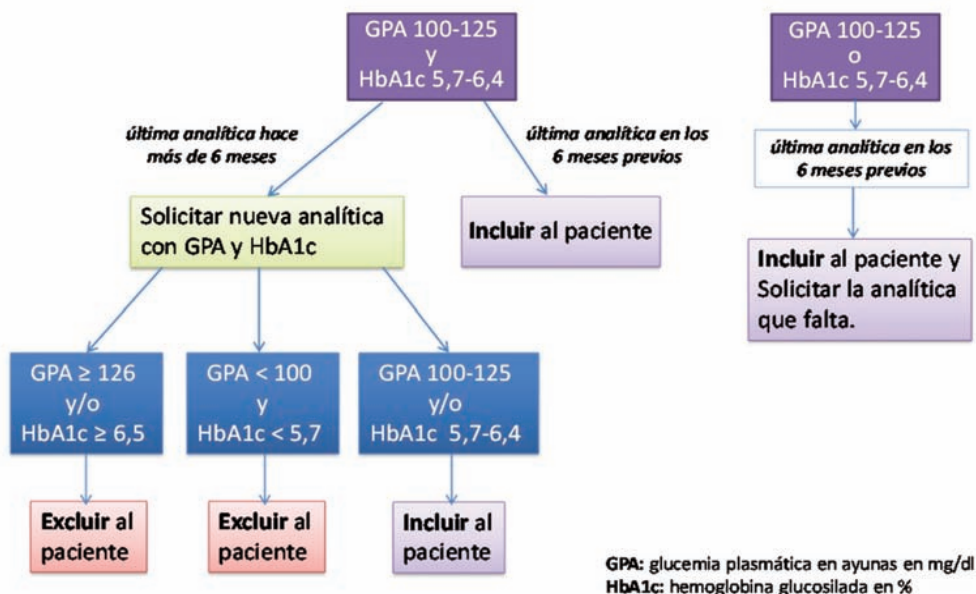 GPA 100-125
y
HbA1c 5,7-6,4
última analítica hace
más de 6 meses
última analítica en los
6 meses previos
Solicitar nueva analítica
con GPA y HbA1c
Incluir al paciente
GPA ≥ 126
y/o
HbA1c ≥ 6,5
GPA < 100
y
HbA1c < 5,7
GPA 100-125
y/o
HbA1c 5,7-6,4
Excluir al
paciente
Excluir al
paciente
Incluir al
paciente
GPA 100-125
o
HbA1c 5,7-6,4
última analítica en los
6 meses previos
Incluir al paciente y
Solicitar la analítica
que falta.
GPA: glucemia plasmática en ayunas en mg/dl
HbA1c: hemoglobina glucosilada en %